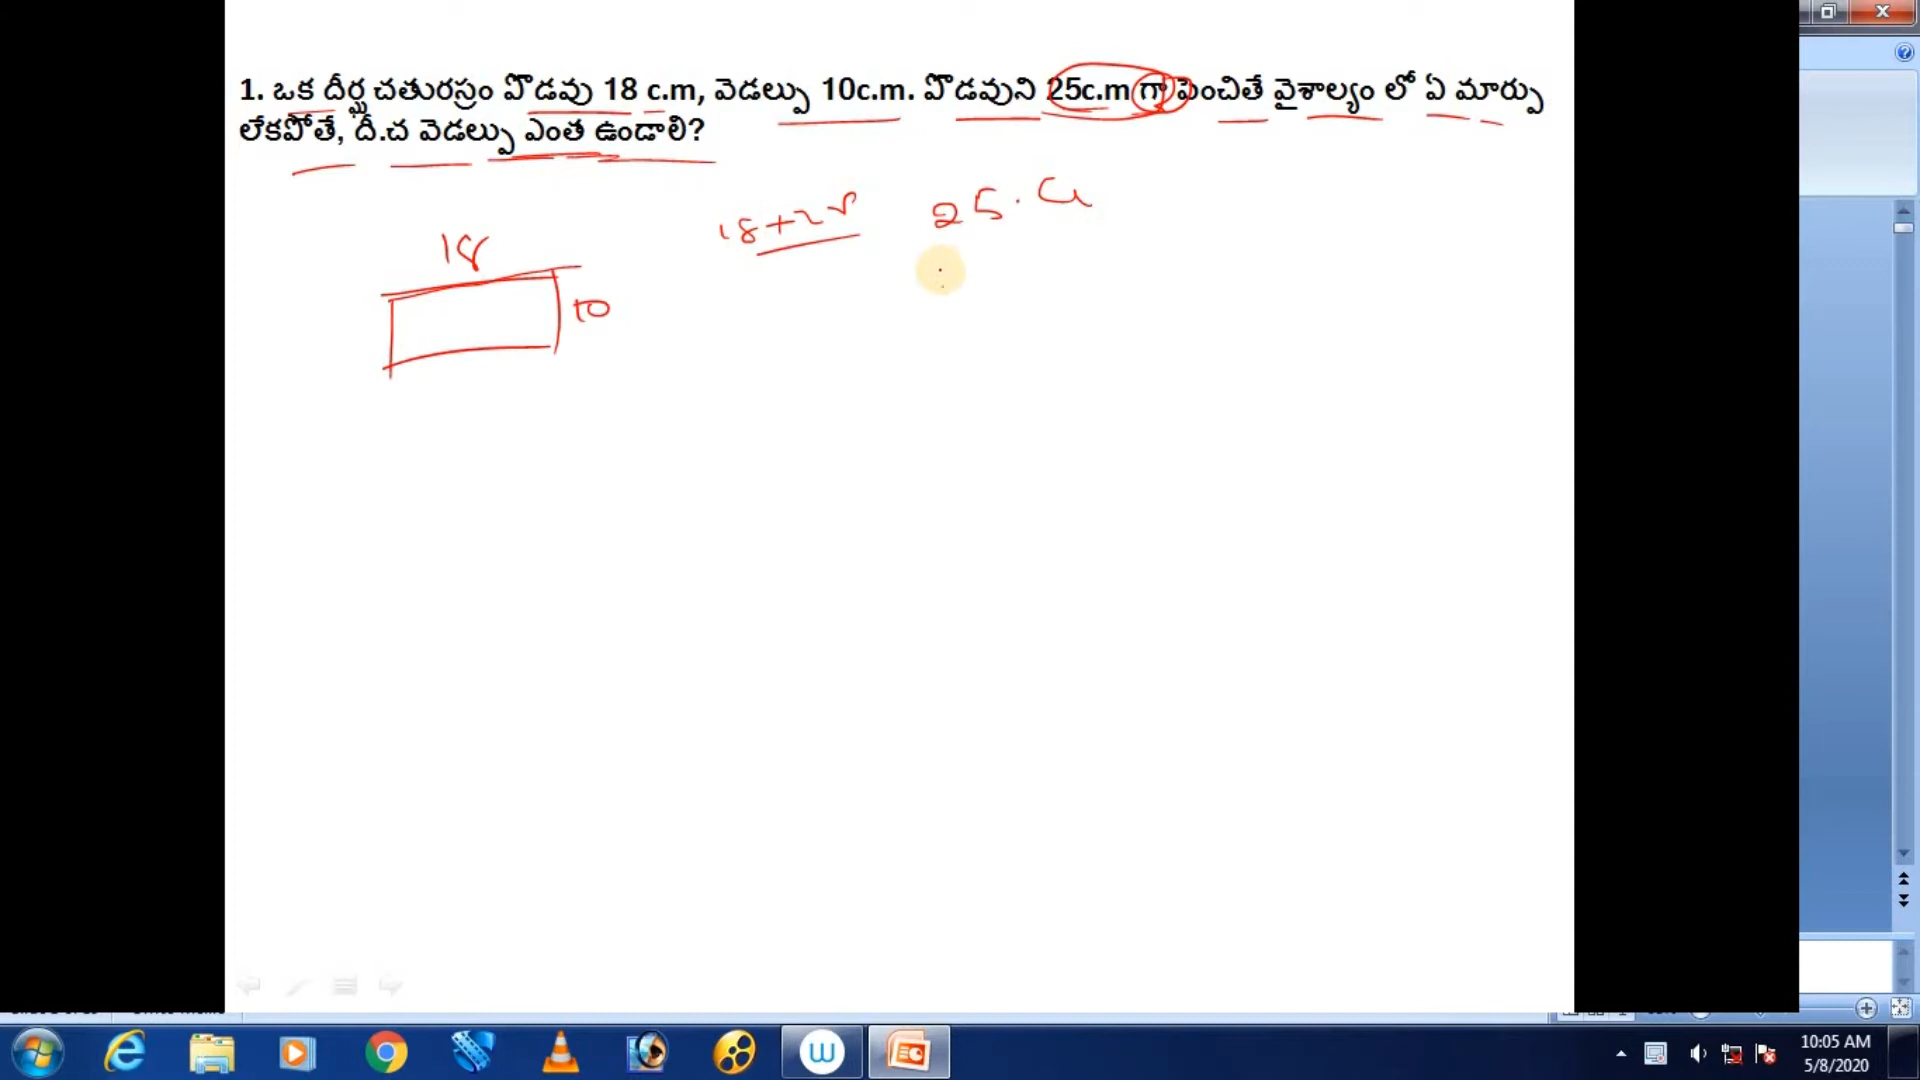 1. ఒక దీర్ఘ చతురస్రం పొడవు 18 c.m, వెడల్పు 10c.m. పొడవుని 25c.m గా పెంచితే వైశాల్యం లో ఏ మార్పు
లేకపోతే, దీ.చ వెడల్పు ఎంత ఉండాలి?
18+25
25.
18
10
10:05 AM
5/8/2020